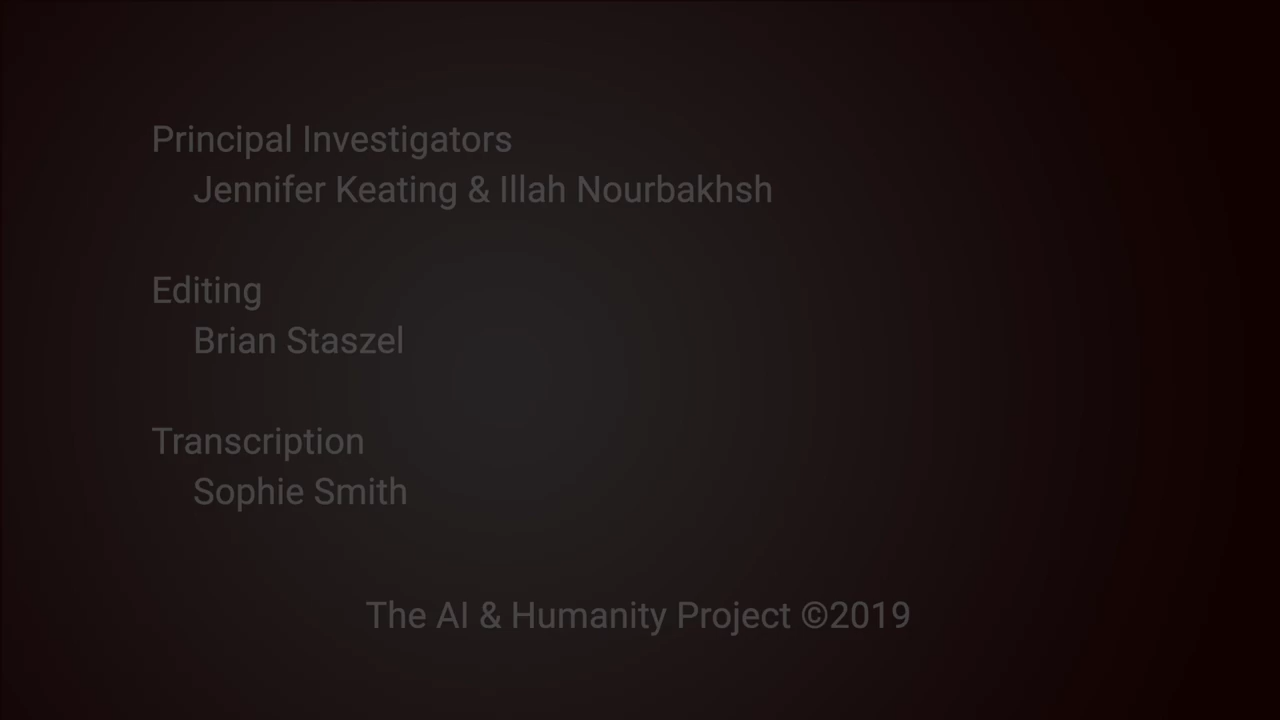 Principal Investigators
Jennifer Keating & Illah Nourbakhsh
Editing
Brian Staszel
Transcription
Sophie Smith
The AI & Humanity Project ©2019